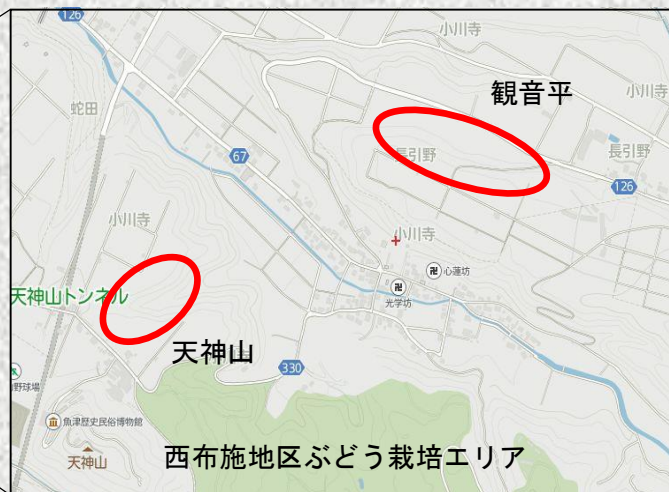 126
小川寺
観音平
小川寺
蛇田
67
長引野
長引野
126
小川寺
小川寺
心蓮坊
光学坊
天神山トンネル
天神山
330
野球場
魚津歴史民俗博物館
天神山
西布施地区ぶどう栽培エリア